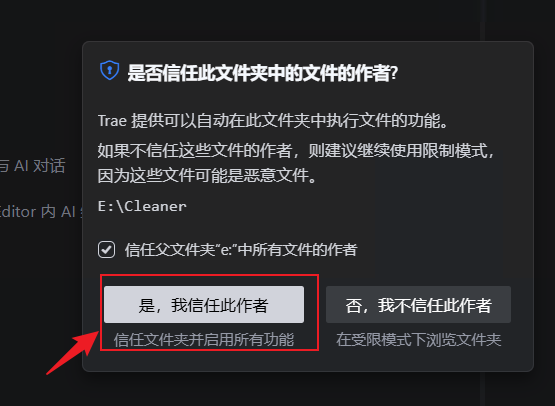 是否信任此文件夹中的文件的作者?
Trae 提供可以自动在此文件夹中执行文件的功能。
如果不信任这些文件的作者，则建议继续使用限制模式，
因为这些文件可能是恶意文件。
与 AI 对话
Editor 内 AI
E:\Cleaner
信任父文件夹“e:”中所有文件的作者
是，我信任此作者
否，我不信任此作者
信任文件夹并启用所有功能
在受限模式下浏览文件夹